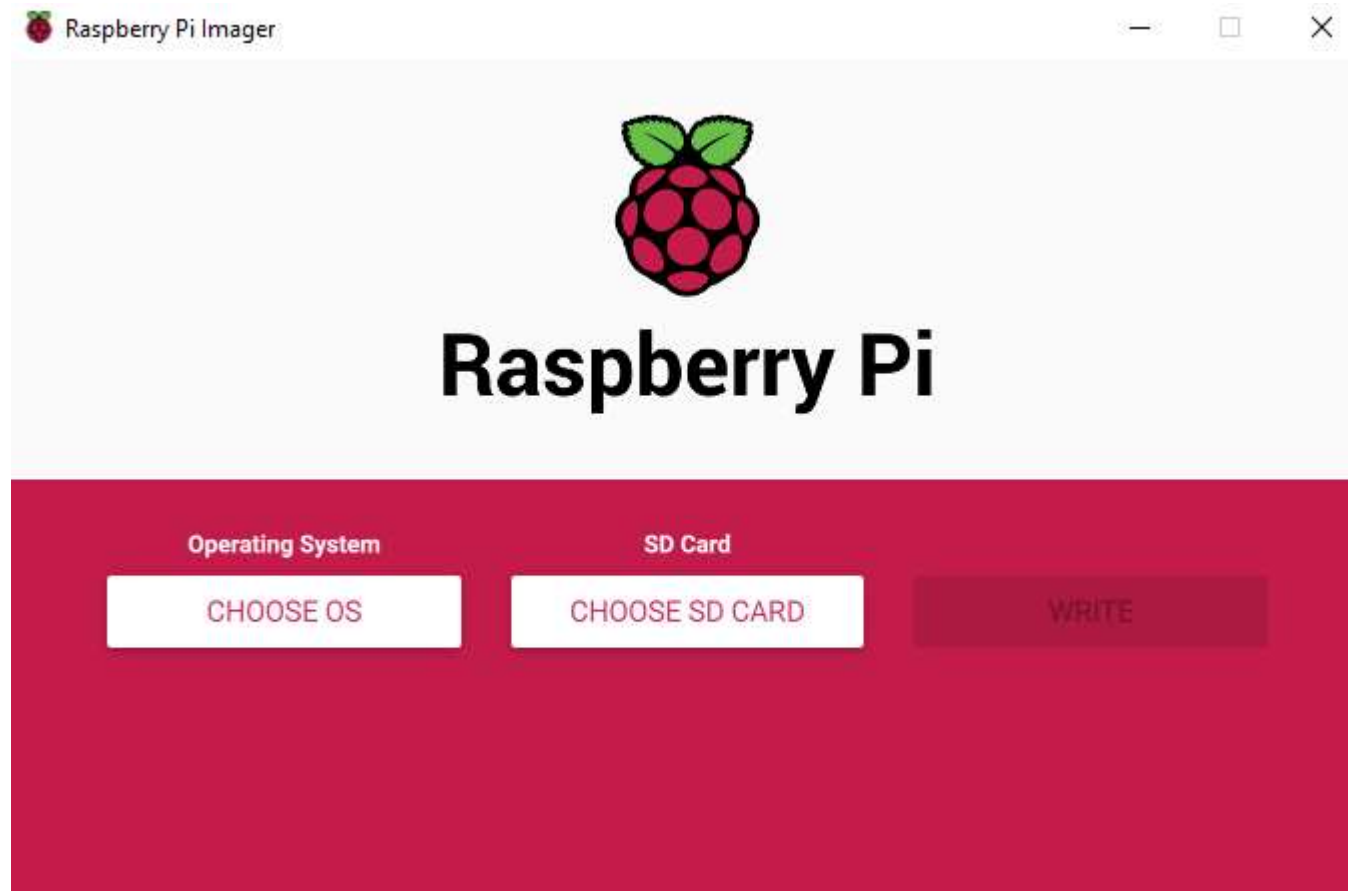 Raspberry Pi Imager
Raspberry Pi
Operating System
SD Card
CHOOSE OS
CHOOSE SD CARD
WRITE